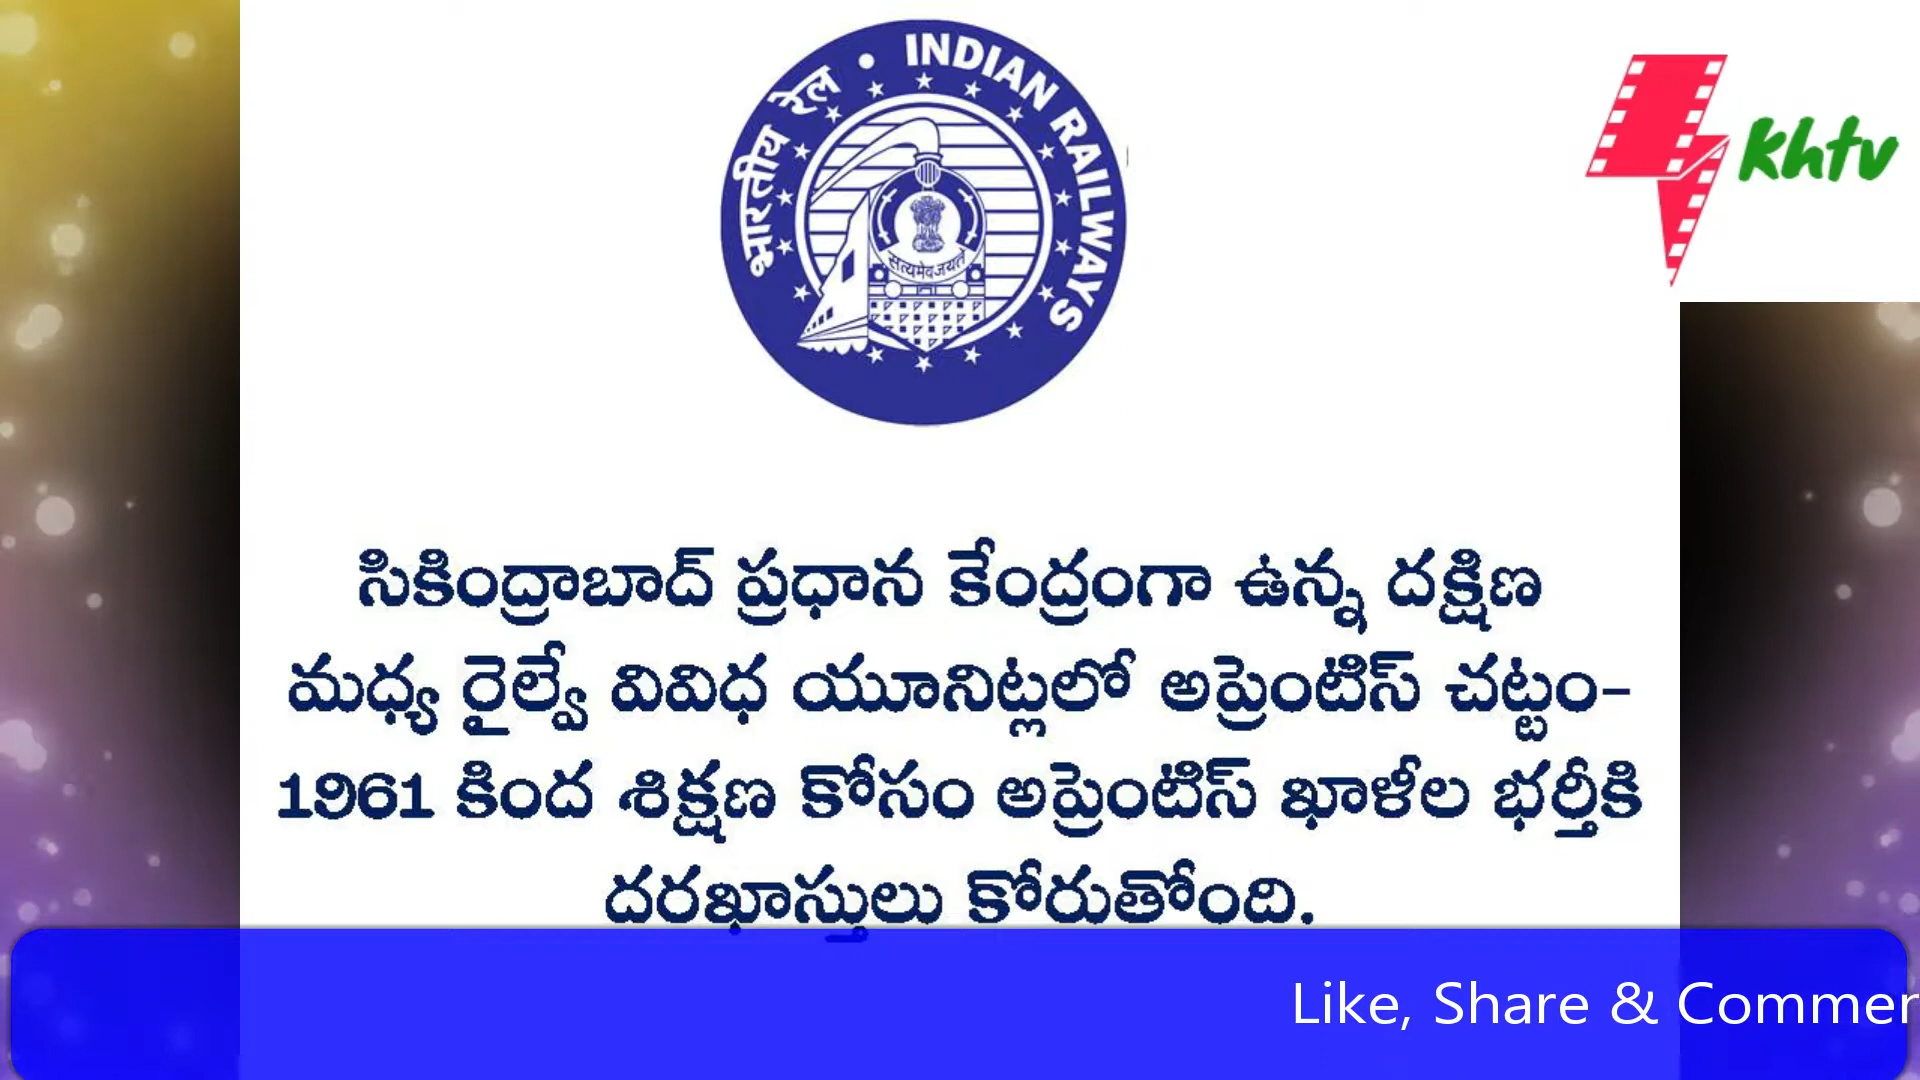 भारतीय रेल • INDIAN RAILWAYS
सत्यमेव जयते
Khtv
సికింద్రాబాద్ ప్రధాన కేంద్రంగా ఉన్న దక్షిణ
మధ్య రైల్వే వివిధ యూనిట్లలో అప్రెంటిస్ చట్టం-
1961 కింద శిక్షణ కోసం అప్రెంటిస్ ఖాళీల భర్తీకి
దరఖాస్తులు కోరుతోంది.
Like, Share & Commen